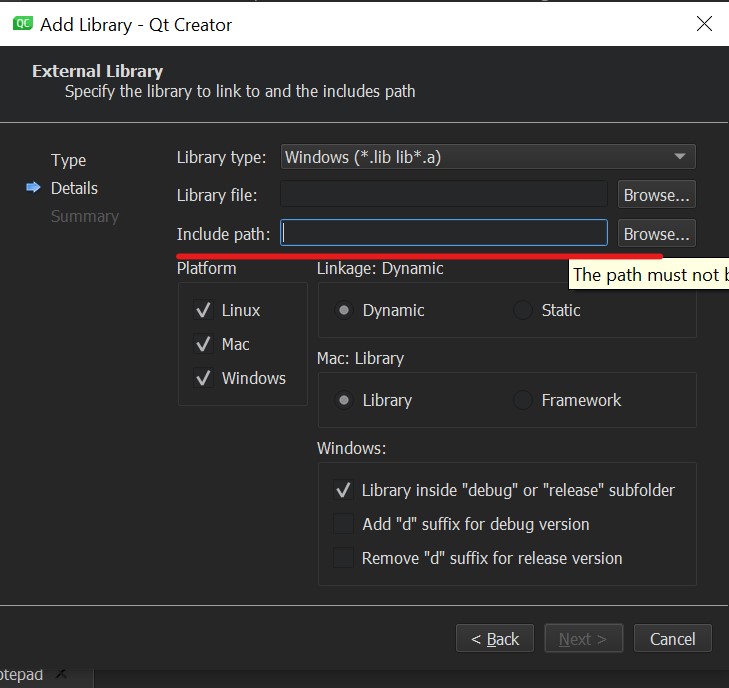 QC Add Library - Qt Creator
External Library
Specify the library to link to and the includes path
Type
Details
Summary
Library type: Windows (*.lib lib*.a)
Library file: Browse...
Include path: Browse...
The path must not
Platform
Linux
Mac
Windows
Linkage: Dynamic
Dynamic Static
Mac: Library
Library Framework
Windows:
Library inside "debug" or "release" subfolder
Add "d" suffix for debug version
Remove "d" suffix for release version
< Back Next > Cancel
otepad